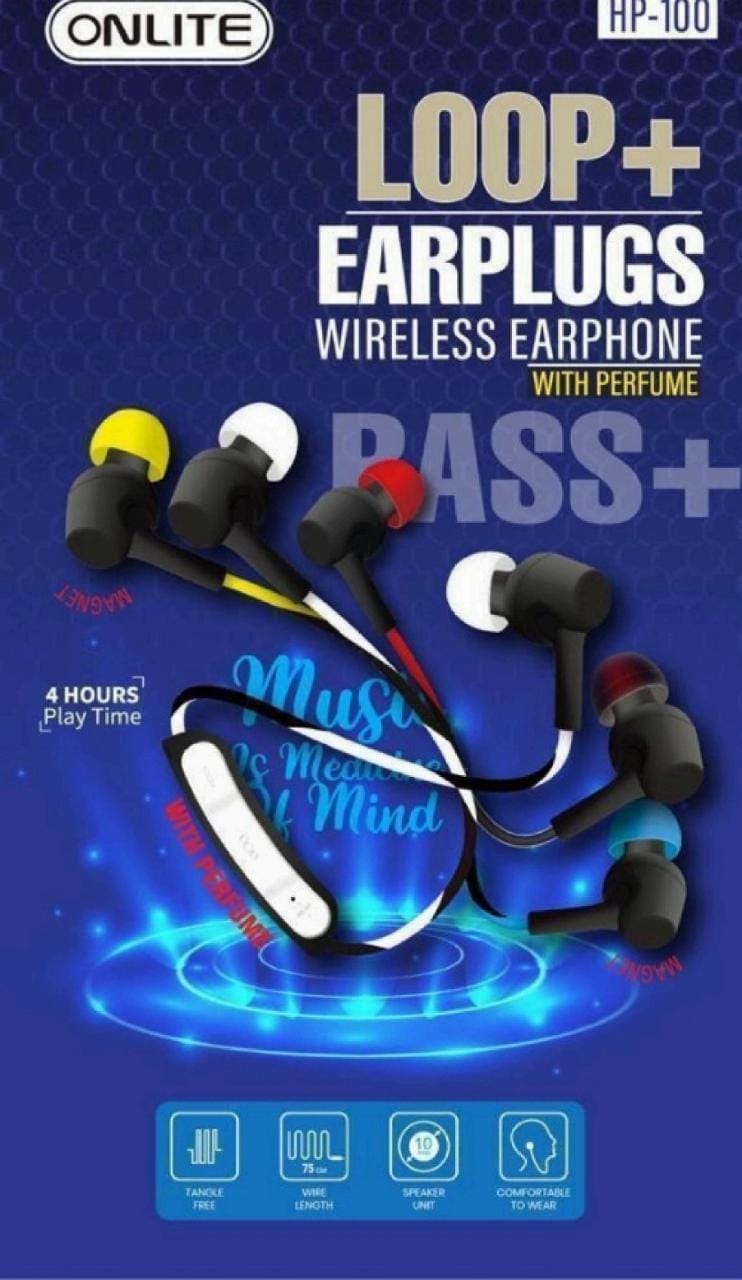 ONLITE
HP-100
LOOP+
EARPLUGS
WIRELESS EARPHONE
WITH PERFUME
BASS+
MAGNET
4 HOURS
Play Time
Music
Is Medicine
Of Mind
WITH PERFUME
MAGNET
10
75 CM
TANGLE
FREE
WIRE
LENGTH
SPEAKER
UNIT
COMFORTABLE
TO WEAR